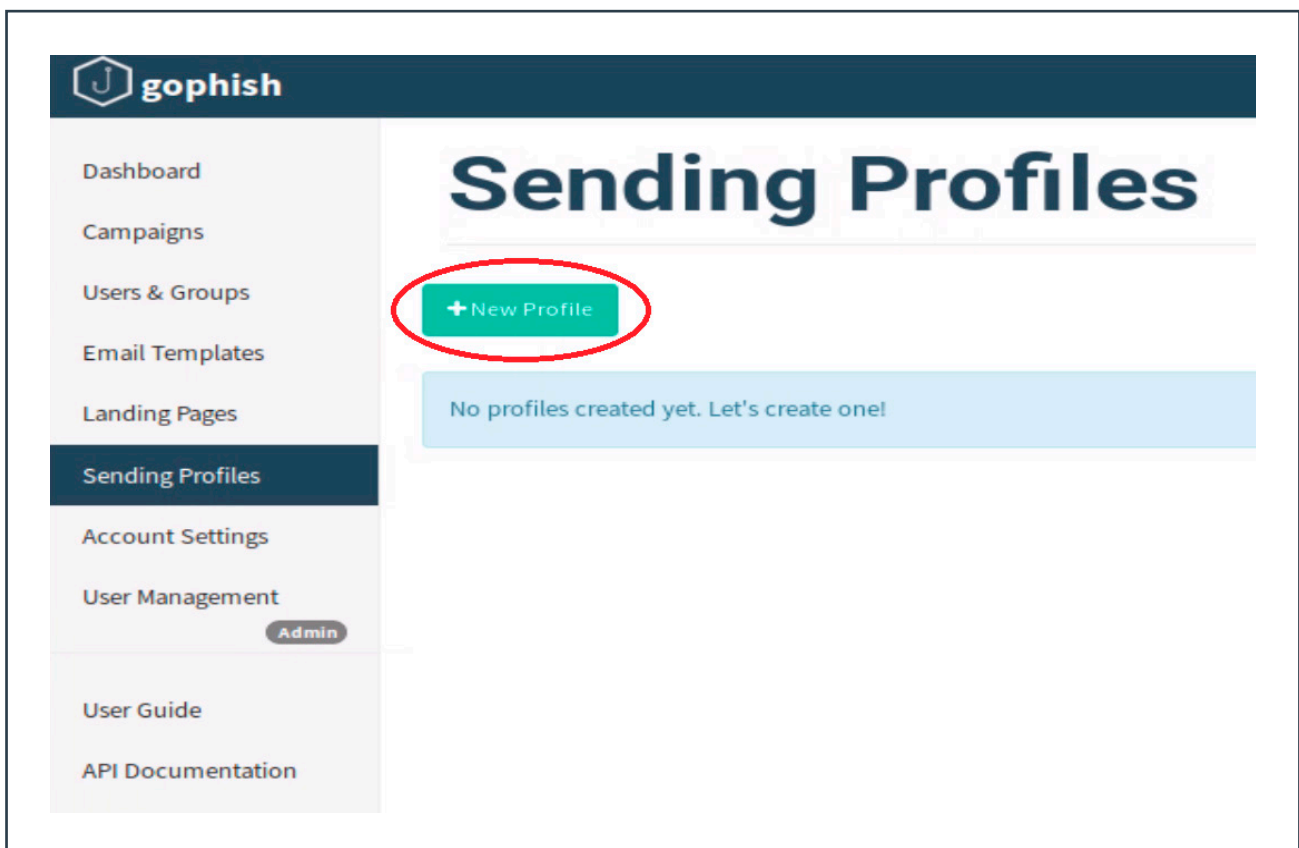 gophish
Dashboard
Campaigns
Users & Groups
Email Templates
Landing Pages
Sending Profiles
Account Settings
User Management
Admin
User Guide
API Documentation
Sending Profiles
+ New Profile
No profiles created yet. Let's create one!